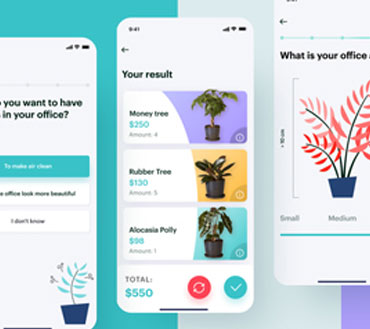 o you want to have
s in your office?
To make air clean
e office look more beautiful
I don't know
9:41
Your result
Money tree
$250
Amount: 4
Rubber Tree
$130
Amount: 5
Alocasia Polly
$98
Amount: 1
TOTAL:
$550
What is your office a
> 10 cm
Small
Medium